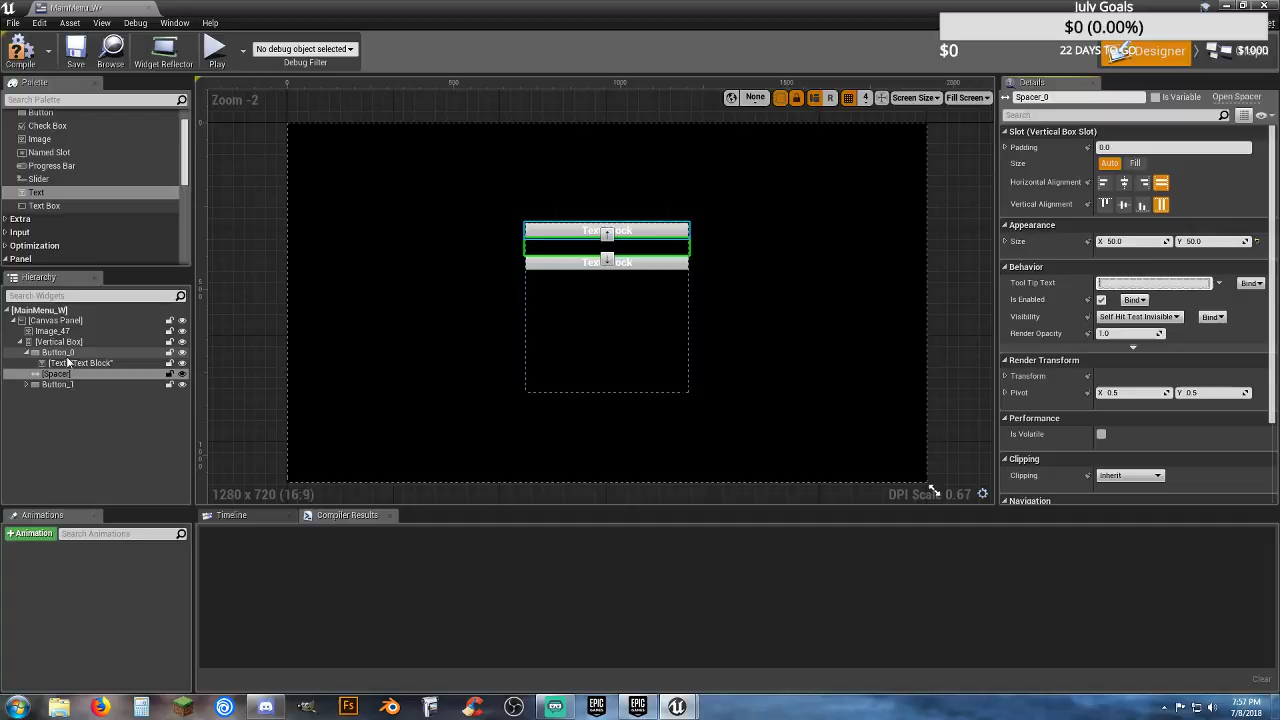 MainMenu_W*
July Goals
File Edit Asset View Debug Window Help
$0 (0.00%)
$0 22 DAYS TO GO $1000
Compile Save Browse Widget Reflector Play No debug object selected Debug Filter Designer
Palette
Search Palette
Button
Check Box
Image
Named Slot
Progress Bar
Slider
Text
Text Box
Extra
Input
Optimization
Panel
Hierarchy
Search Widgets
[MainMenu_W]
[Canvas Panel]
Image_47
[Vertical Box]
Button_0
Text Block"
[Spacer]
Button_1
0 500 1000 1500 2000
Zoom -2
None R 4 Screen Size Fill Screen
Text Block
Text Block
1280 x 720 (16:9)
DPI Scale 0.67
Details
Spacer_0 Is Variable Open Spacer
Search
Slot (Vertical Box Slot)
Padding 0.0
Size Auto Fill
Horizontal Alignment
Vertical Alignment
Appearance
Size X 50.0 Y 50.0
Behavior
Tool Tip Text Bind
Is Enabled Bind
Visibility Self Hit Test Invisible Bind
Render Opacity 1.0
Render Transform
Transform
Pivot X 0.5 Y 0.5
Performance
Is Volatile
Clipping
Clipping Inherit
Navigation
Animations
+Animation Search Animations
Timeline Compiler Results
Clear
7:57 PM
7/8/2018